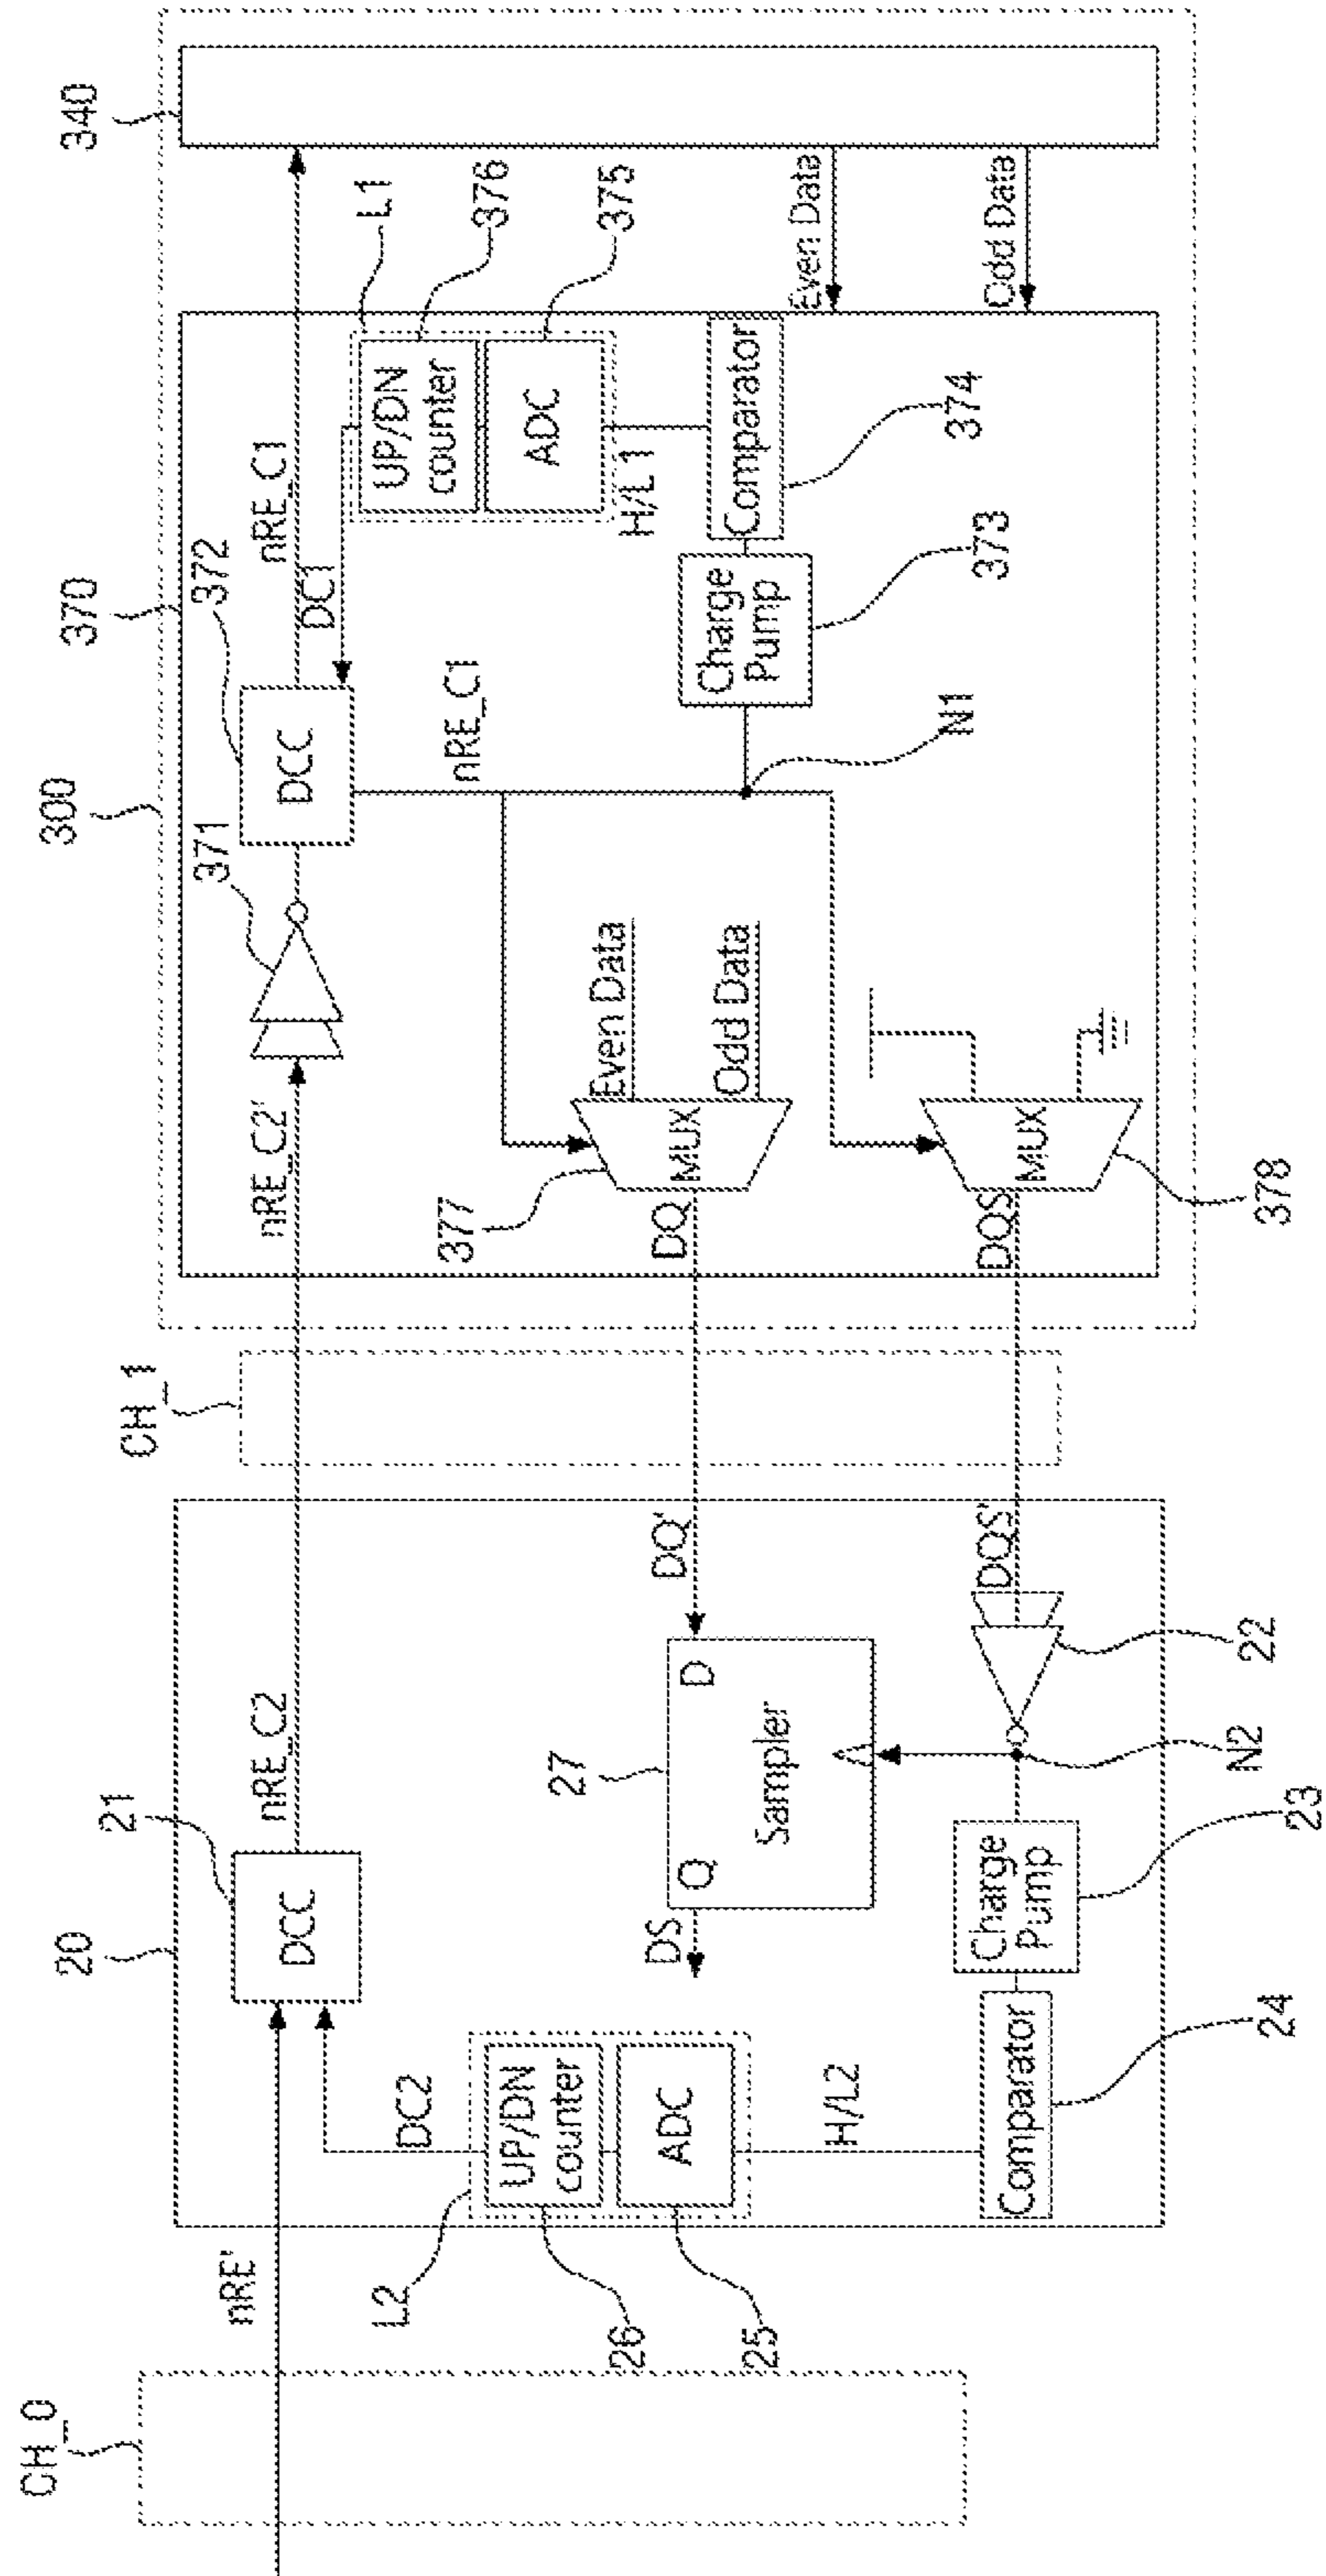 CH_0
nRE'
20
21
DCC
nRE_C2
DC2
L2
UP/DN
counter
ADC
26
25
H/L2
DS
Q
D
Sampler
27
DQ'
DQS'
22
N2
Charge
Pump
23
Comparator
24
CH_1
300
370
340
nRE_C2'
371
372
DCC
nRE_C1
DC1
L1
UP/DN
counter
376
ADC
375
H/L1
nRE_C1
Comparator
374
Charge
Pump
373
N1
377
MUX
DQ
Even Data
Odd Data
Even Data
Odd Data
DQS
MUX
378